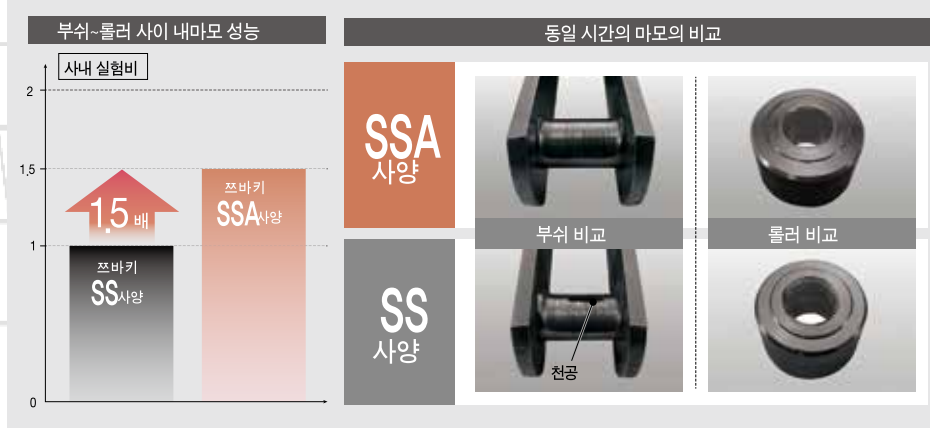 부쉬~롤러 사이 내마모 성능
사내 실험비
2
1.5
1
0
1.5 배
쯔바키
SS사양
쯔바키
SSA사양
동일 시간의 마모의 비교
SSA
사양
부쉬 비교
롤러 비교
SS
사양
천공